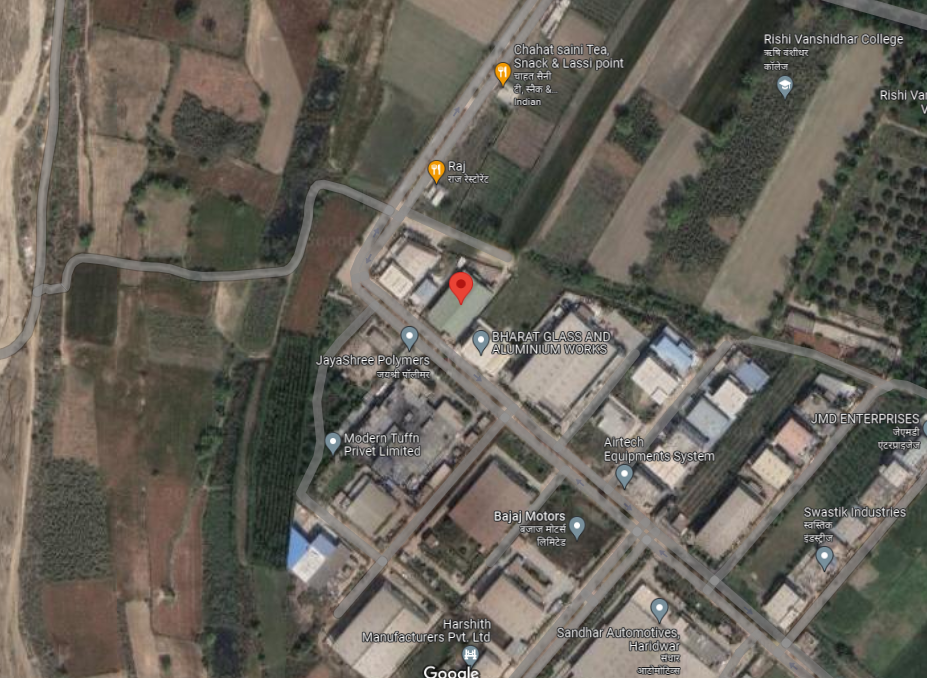 Chahat saini Tea,
Snack & Lassi point
चाहत सैनी
टी, स्नैक &..
Indian
Rishi Vanshidhar College
ऋषि वंशीधर
कॉलेज
Rishi Var
V
Raj
राज रेस्टोरेंट
BHARAT GLASS AND
ALUMINIUM WORKS
JayaShree Polymers
जयश्री पॉलीमर
Modern Tuffn
Privet Limited
Airtech
Equipments System
JMD ENTERPRISES
जेएमडी
एंटरप्राइजेज
Bajaj Motors
बजाज मोटर्स
लिमिटेड
Swastik Industries
स्वस्तिक
इंडस्ट्रीज
Harshith
Manufacturers Pvt. Ltd
Sandhar Automotives,
Haridwar
संधार
ऑटोमोटिव्स
Google